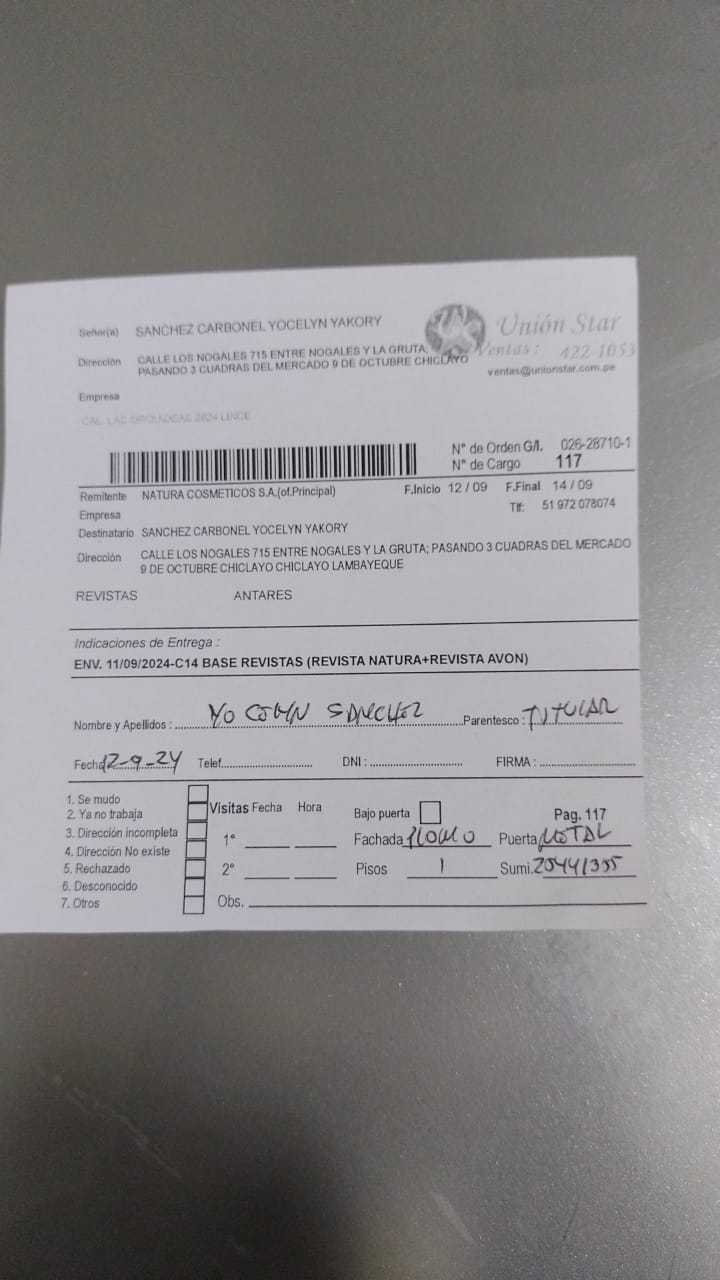 Señor(a) SANCHEZ CARBONEL YOCELYN YAKORY
Unión Star
Dirección CALLE LOS NOGALES 715 ENTRE NOGALES Y LA GRUTA;
PASANDO 3 CUADRAS DEL MERCADO 9 DE OCTUBRE CHICLAYO
Ventas: 422-1053
ventas@unionstar.com.pe
Empresa
CAL. LAS 2624 LINCE
N° de Orden G/I. 026-28710-1
N° de Cargo 117
Remitente NATURA COSMETICOS S.A.(of.Principal) F.Inicio 12 / 09 F.Final 14 / 09
Empresa Tlf: 51 972 078074
Destinatario SANCHEZ CARBONEL YOCELYN YAKORY
Dirección CALLE LOS NOGALES 715 ENTRE NOGALES Y LA GRUTA; PASANDO 3 CUADRAS DEL MERCADO
9 DE OCTUBRE CHICLAYO CHICLAYO LAMBAYEQUE
REVISTAS ANTARES
Indicaciones de Entrega :
ENV. 11/09/2024-C14 BASE REVISTAS (REVISTA NATURA+REVISTA AVON)
Nombre y Apellidos : SANCHEZ Parentesco : TITULAR
Fecha 12-9-24 Telef. DNI : FIRMA :
1. Se mudo
2. Ya no trabaja
3. Dirección incompleta
4. Dirección No existe
5. Rechazado
6. Desconocido
7. Otros
Visitas Fecha Hora
1°
2°
Obs.
Bajo puerta Pag. 117
Fachada PLOMO Puerta METAL
Pisos 1 Sumi.